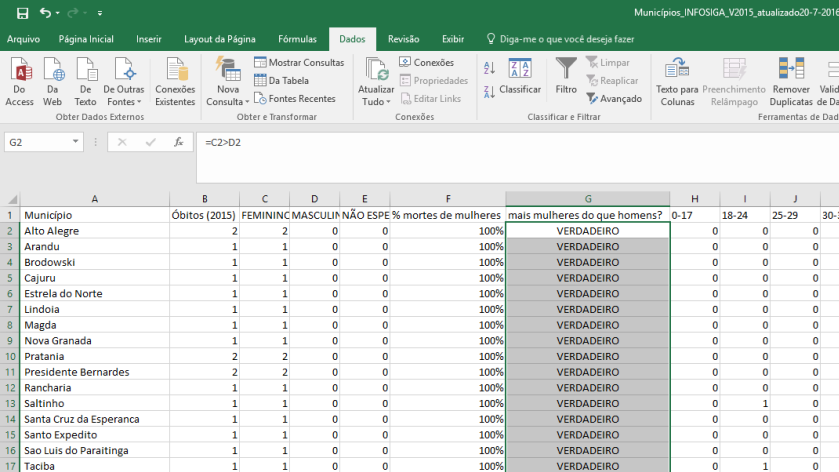 Municípios_INFOSIGA_V2015_atualizado20-7-2016
Arquivo Página Inicial Inserir Layout da Página Fórmulas Dados Revisão Exibir Diga-me o que você deseja fazer
Do Access
Da Web
Do Texto
De Outras Fontes
Conexões Existentes
Obter Dados Externos
Nova Consulta
Mostrar Consultas
Da Tabela
Fontes Recentes
Obter e Transformar
Atualizar Tudo
Conexões
Propriedades
Editar Links
Conexões
Classificar
Filtro
Limpar
Reaplicar
Avançado
Classificar e Filtrar
Texto para Colunas
Preenchimento Relâmpago
Remover Duplicatas
Valid
de Da
Ferramentas de Dad
G2 fx =C2>D2
A B C D E F G H I J
1 Município Óbitos (2015) FEMININO MASCULIN NÃO ESPE % mortes de mulheres mais mulheres do que homens? 0-17 18-24 25-29 30-
2 Alto Alegre 2 2 0 0 100% VERDADEIRO 0 0 0
3 Arandu 1 1 0 0 100% VERDADEIRO 0 0 0
4 Brodowski 1 1 0 0 100% VERDADEIRO 0 0 0
5 Cajuru 1 1 0 0 100% VERDADEIRO 0 0 0
6 Estrela do Norte 1 1 0 0 100% VERDADEIRO 0 0 0
7 Lindoia 1 1 0 0 100% VERDADEIRO 0 0 0
8 Magda 1 1 0 0 100% VERDADEIRO 0 0 0
9 Nova Granada 1 1 0 0 100% VERDADEIRO 0 0 0
10 Pratania 2 2 0 0 100% VERDADEIRO 0 0 0
11 Presidente Bernardes 2 2 0 0 100% VERDADEIRO 0 0 0
12 Rancharia 1 1 0 0 100% VERDADEIRO 0 0 0
13 Saltinho 1 1 0 0 100% VERDADEIRO 0 1 0
14 Santa Cruz da Esperanca 1 1 0 0 100% VERDADEIRO 0 0 0
15 Santo Expedito 1 1 0 0 100% VERDADEIRO 0 0 0
16 Sao Luis do Paraitinga 1 1 0 0 100% VERDADEIRO 0 0 0
17 Taciba 1 1 0 0 100% VERDADEIRO 0 1 0